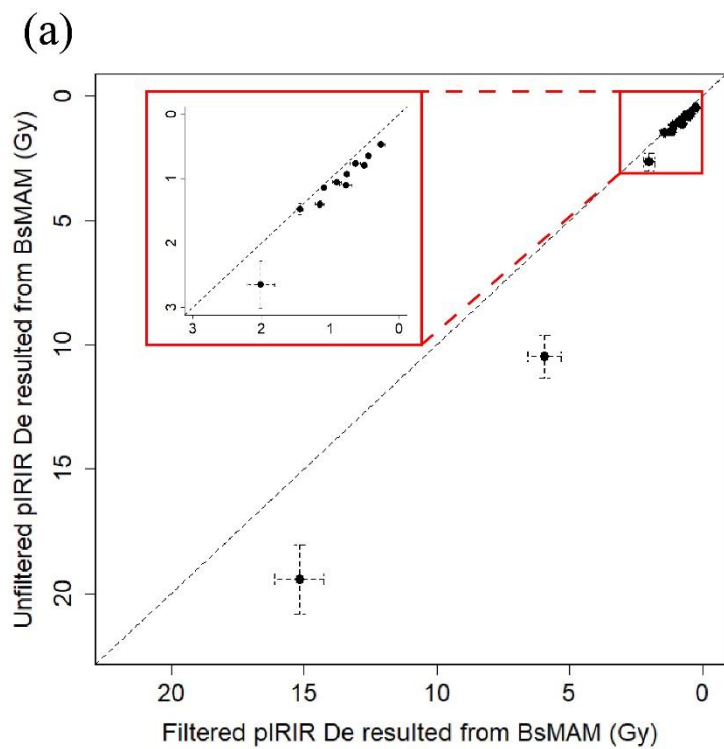 (a)
Unfiltered pIRIR De resulted from BsMAM (Gy)
0
5
10
15
20
0
1
2
3
3 2 1 0
20 15 10 5 0
Filtered pIRIR De resulted from BsMAM (Gy)